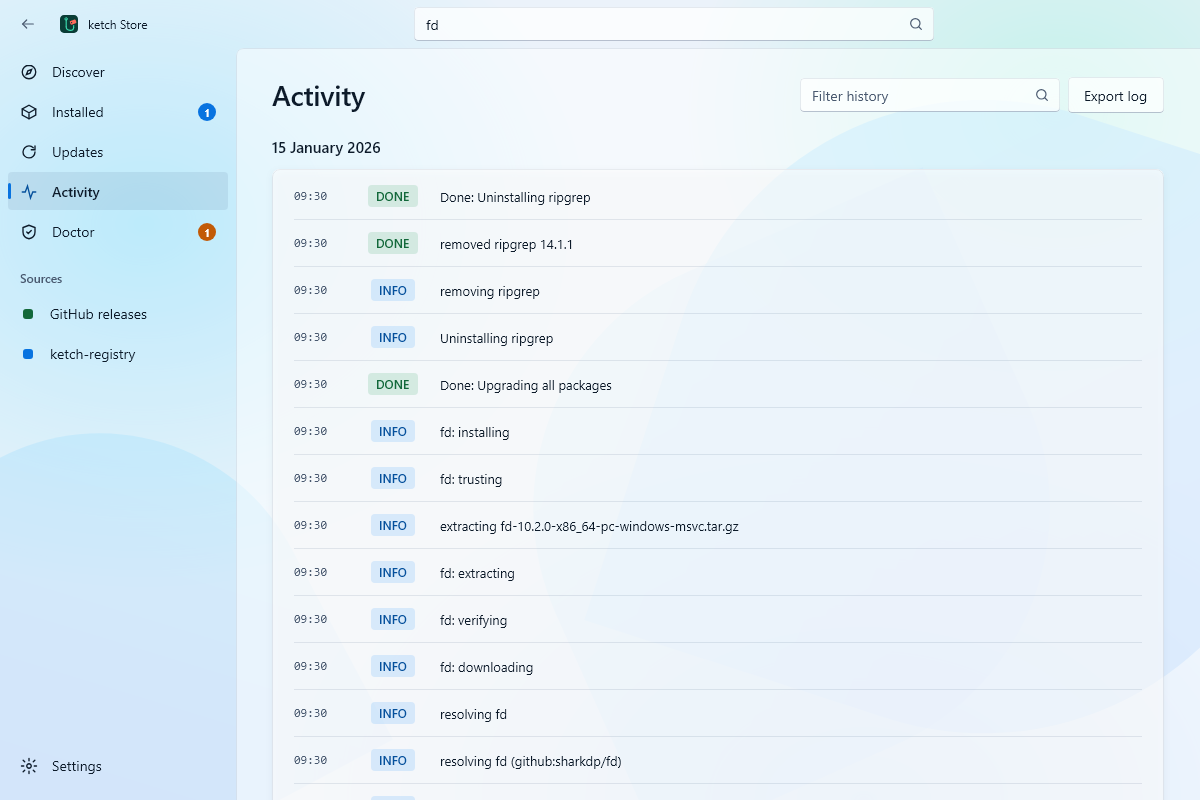 ketch Store
fd
Discover
Installed
1
Updates
Activity
Doctor
1
Sources
GitHub releases
ketch-registry
Settings
Activity
Filter history
Export log
15 January 2026
09:30 DONE Done: Uninstalling ripgrep
09:30 DONE removed ripgrep 14.1.1
09:30 INFO removing ripgrep
09:30 INFO Uninstalling ripgrep
09:30 DONE Done: Upgrading all packages
09:30 INFO fd: installing
09:30 INFO fd: trusting
09:30 INFO extracting fd-10.2.0-x86_64-pc-windows-msvc.tar.gz
09:30 INFO fd: extracting
09:30 INFO fd: verifying
09:30 INFO fd: downloading
09:30 INFO resolving fd
09:30 INFO resolving fd (github:sharkdp/fd)